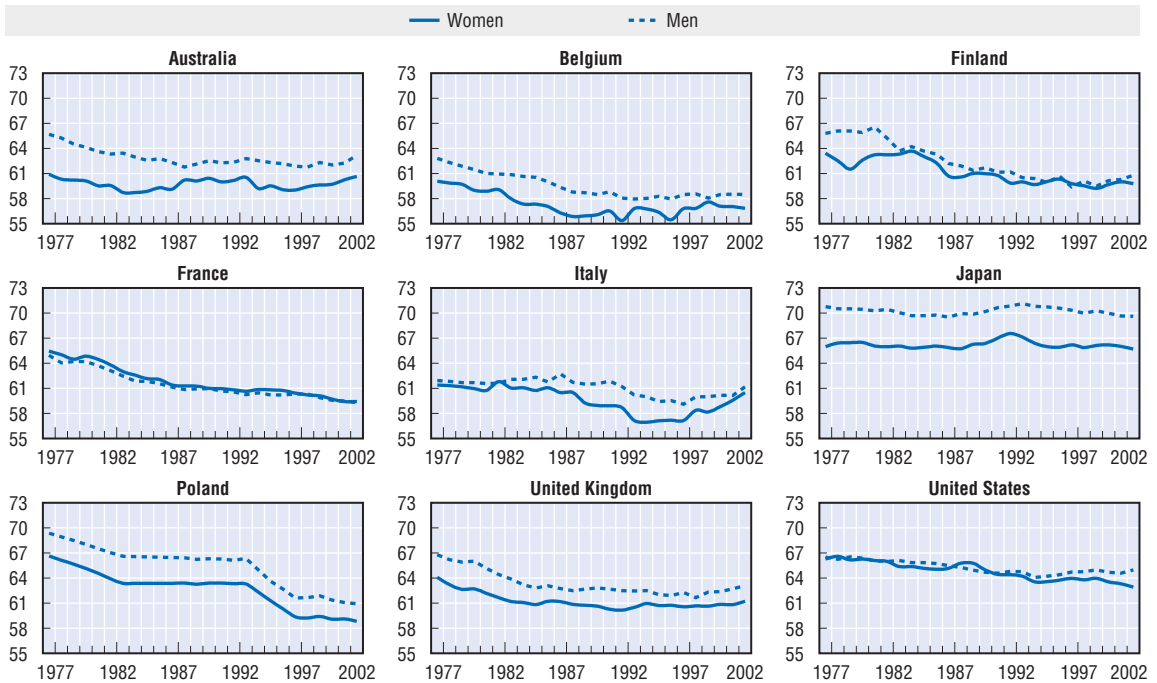 Women Men
Australia Belgium Finland
73 73 73
70 70 70
67 67 67
64 64 64
61 61 61
58 58 58
55 55 55
1977 1982 1987 1992 1997 2002 1977 1982 1987 1992 1997 2002 1977 1982 1987 1992 1997 2002
France Italy Japan
73 73 73
70 70 70
67 67 67
64 64 64
61 61 61
58 58 58
55 55 55
1977 1982 1987 1992 1997 2002 1977 1982 1987 1992 1997 2002 1977 1982 1987 1992 1997 2002
Poland United Kingdom United States
73 73 73
70 70 70
67 67 67
64 64 64
61 61 61
58 58 58
55 55 55
1977 1982 1987 1992 1997 2002 1977 1982 1987 1992 1997 2002 1977 1982 1987 1992 1997 2002